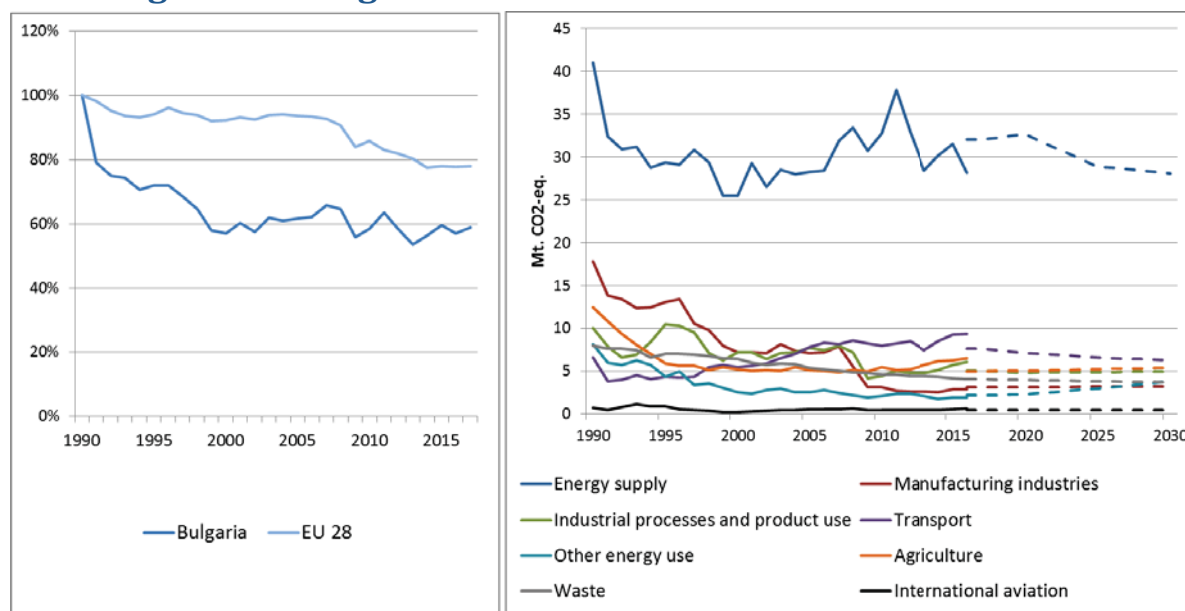 120%
100%
80%
60%
40%
20%
0%
1990 1995 2000 2005 2010 2015
Bulgaria EU 28
Mt. CO2-eq.
45
40
35
30
25
20
15
10
5
0
1990 1995 2000 2005 2010 2015 2020 2025 2030
Energy supply Manufacturing industries
Industrial processes and product use Transport
Other energy use Agriculture
Waste International aviation